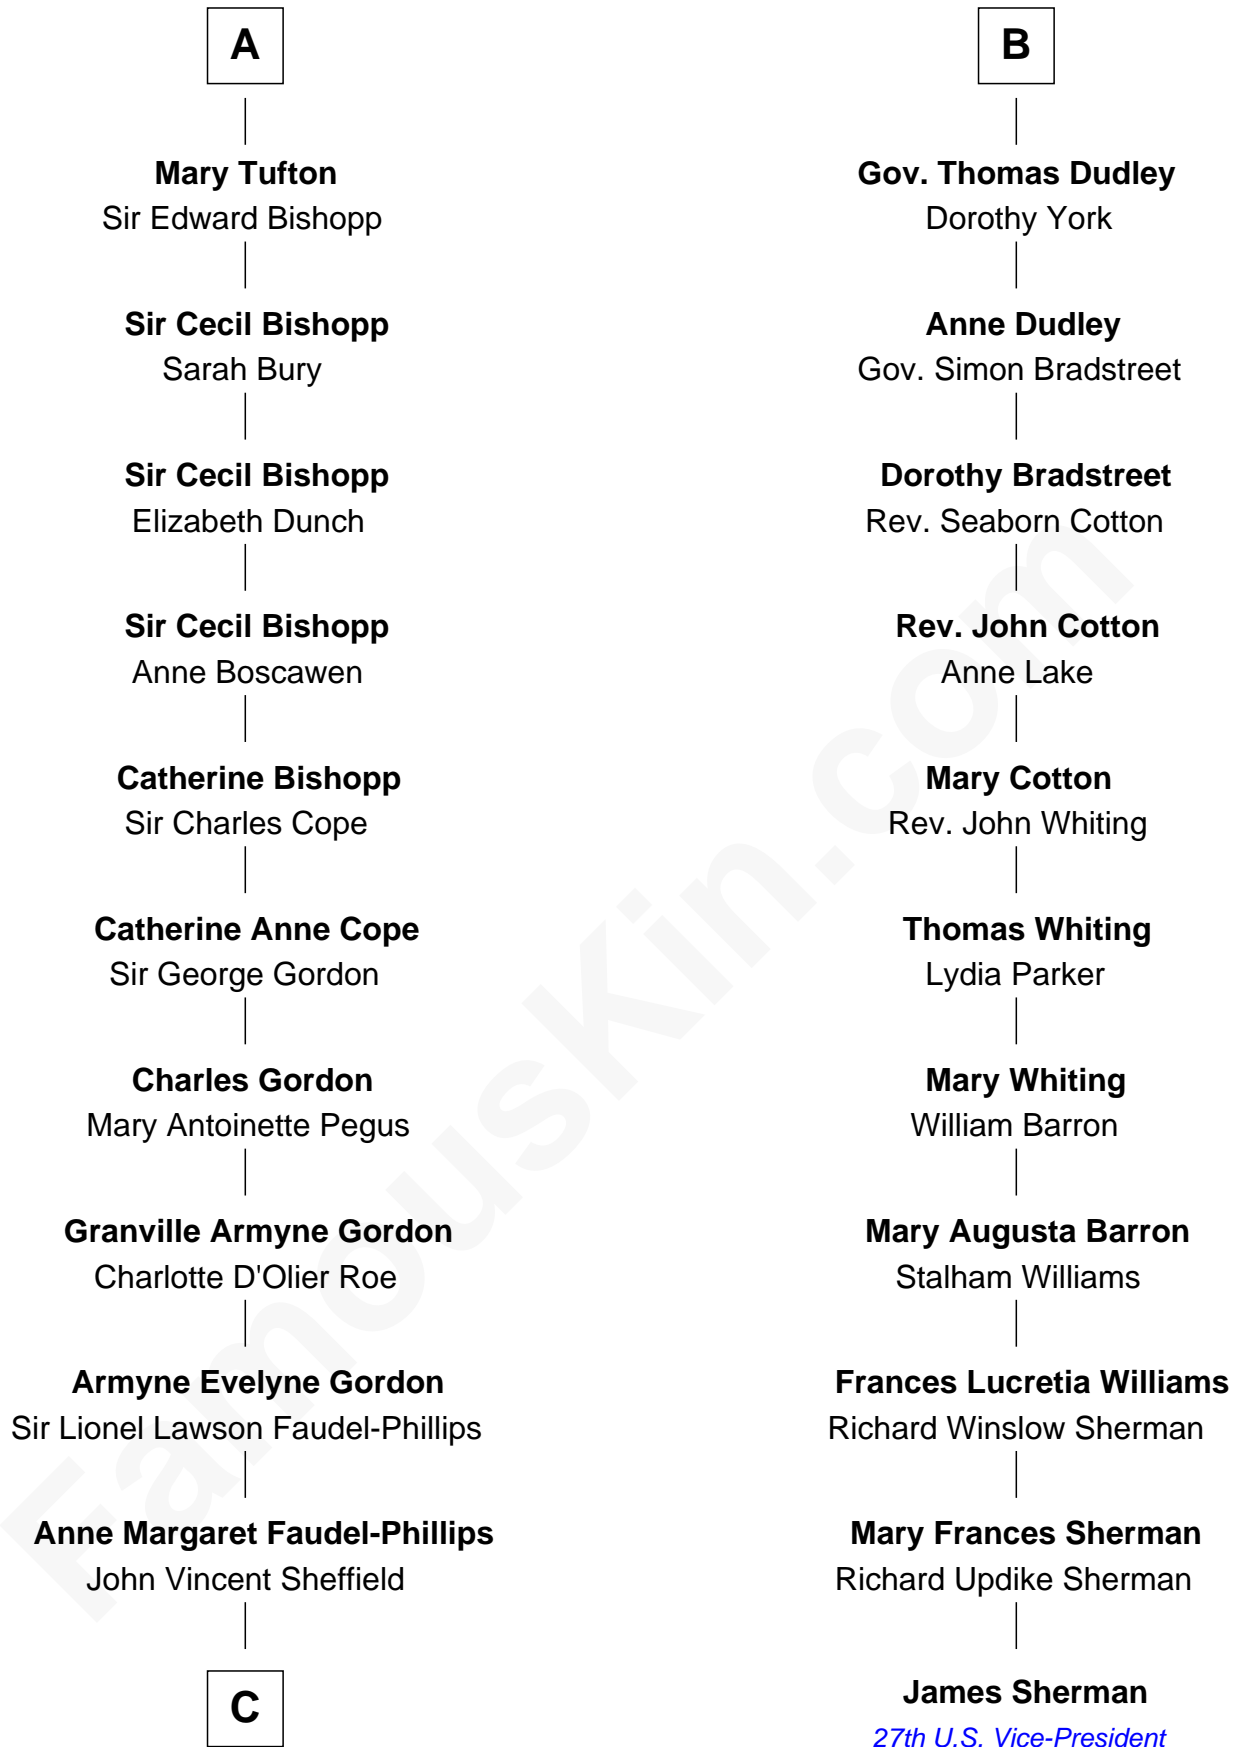 A
Mary Tufton
Sir Edward Bishopp
Sir Cecil Bishopp
Sarah Bury
Sir Cecil Bishopp
Elizabeth Dunch
Sir Cecil Bishopp
Anne Boscawen
Catherine Bishopp
Sir Charles Cope
Catherine Anne Cope
Sir George Gordon
Charles Gordon
Mary Antoinette Pegus
Granville Armyne Gordon
Charlotte D'Olier Roe
Armyne Evelyne Gordon
Sir Lionel Lawson Faudel-Phillips
Anne Margaret Faudel-Phillips
John Vincent Sheffield
C
B
Gov. Thomas Dudley
Dorothy York
Anne Dudley
Gov. Simon Bradstreet
Dorothy Bradstreet
Rev. Seaborn Cotton
Rev. John Cotton
Anne Lake
Mary Cotton
Rev. John Whiting
Thomas Whiting
Lydia Parker
Mary Whiting
William Barron
Mary Augusta Barron
Stalham Williams
Frances Lucretia Williams
Richard Winslow Sherman
Mary Frances Sherman
Richard Updike Sherman
James Sherman
27th U.S. Vice-President
FamousKin.com